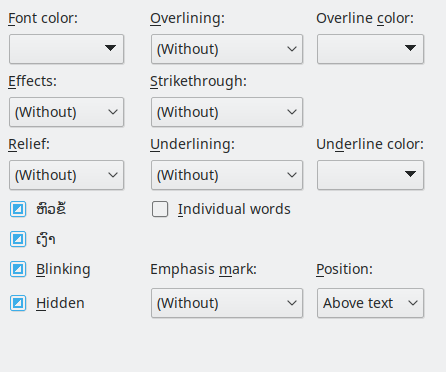 Font color: Overlining: Overline color:
(Without)
Effects: Strikethrough:
(Without) (Without)
Relief: Underlining: Underline color:
(Without) (Without)
ຫົວຂໍ້ Individual words
ເງົາ
Blinking Emphasis mark: Position:
Hidden (Without) Above text